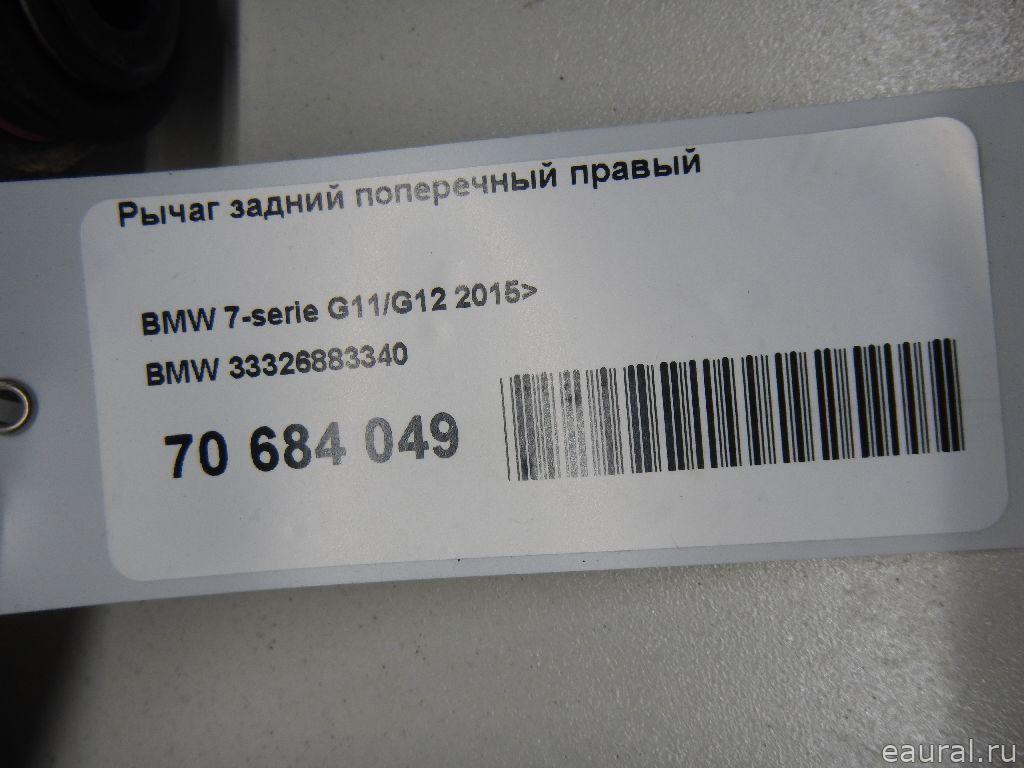 Рычаг задний поперечный правый
BMW 7-serie G11/G12 2015>
BMW 33326883340
70 684 049
eaural.ru